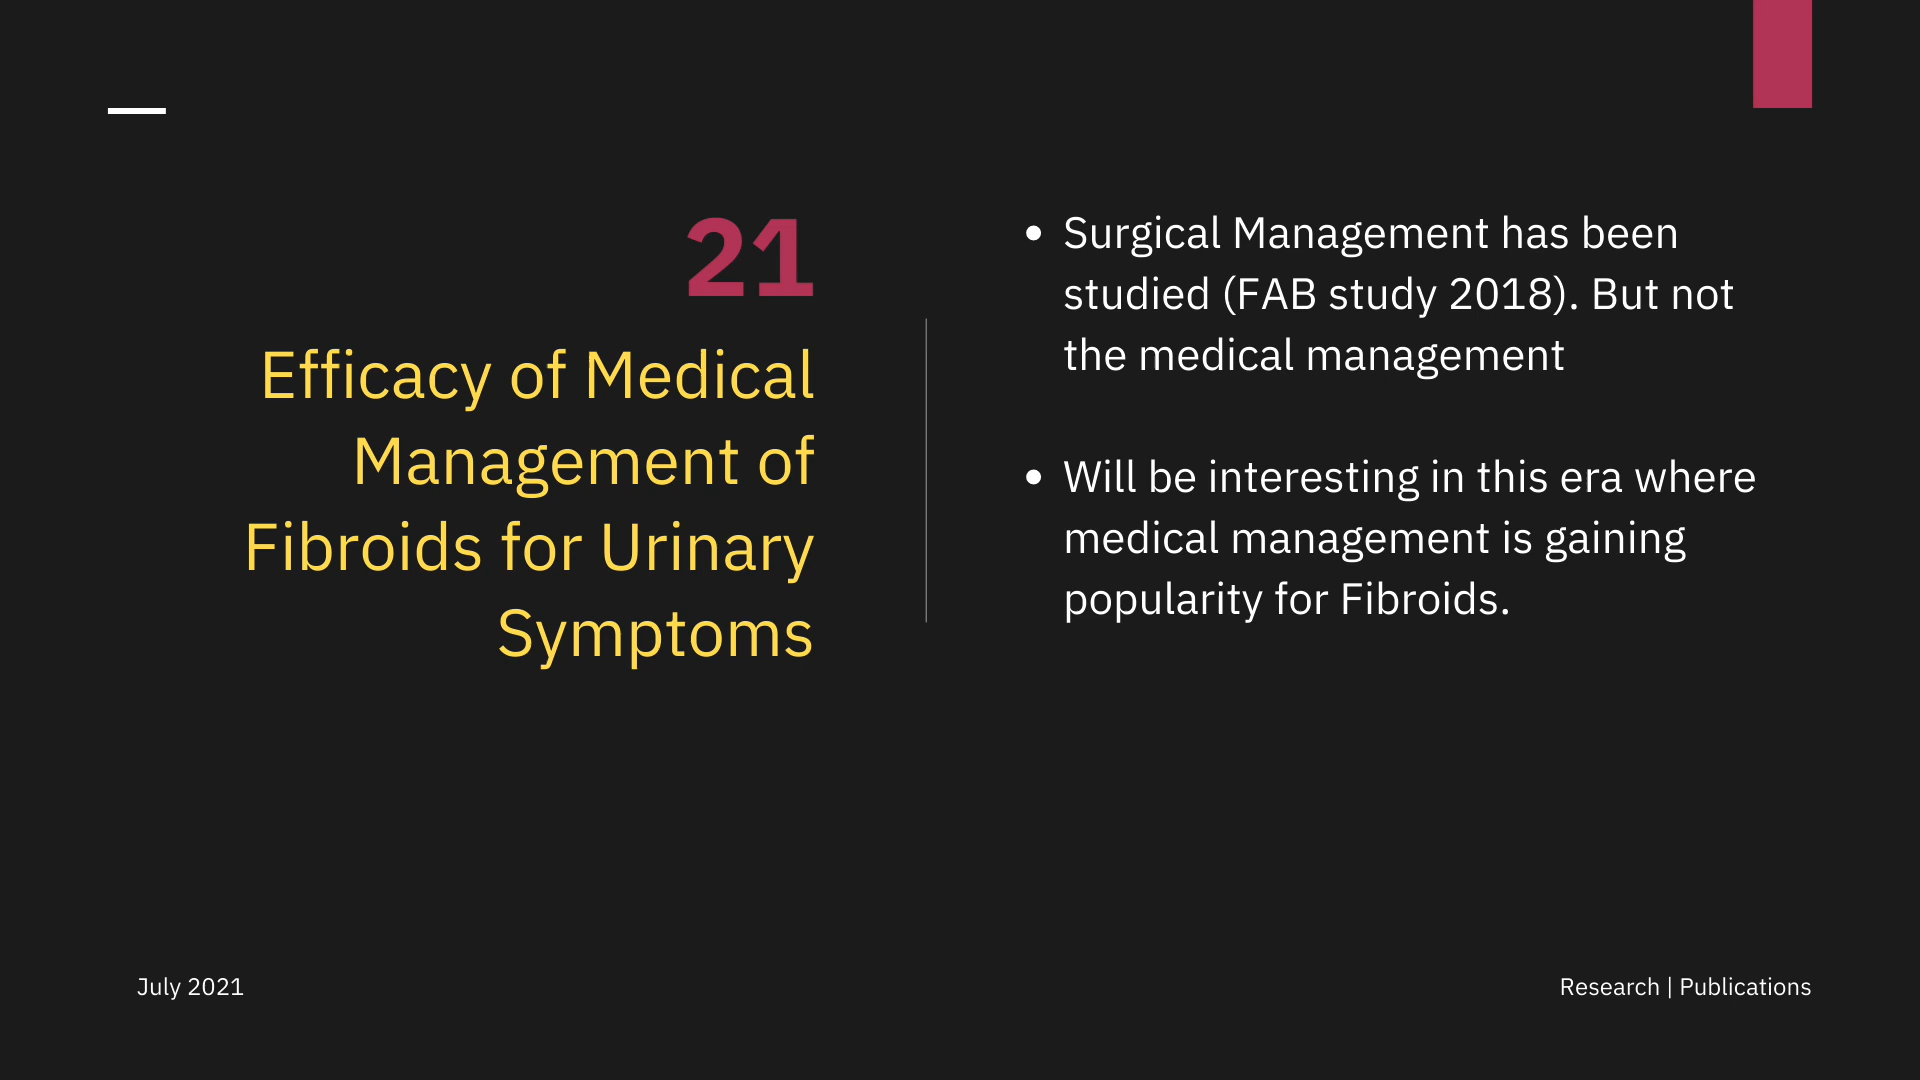 21
Efficacy of Medical
Management of
Fibroids for Urinary
Symptoms
• Surgical Management has been
studied (FAB study 2018). But not
the medical management
• Will be interesting in this era where
medical management is gaining
popularity for Fibroids.
July 2021
Research | Publications